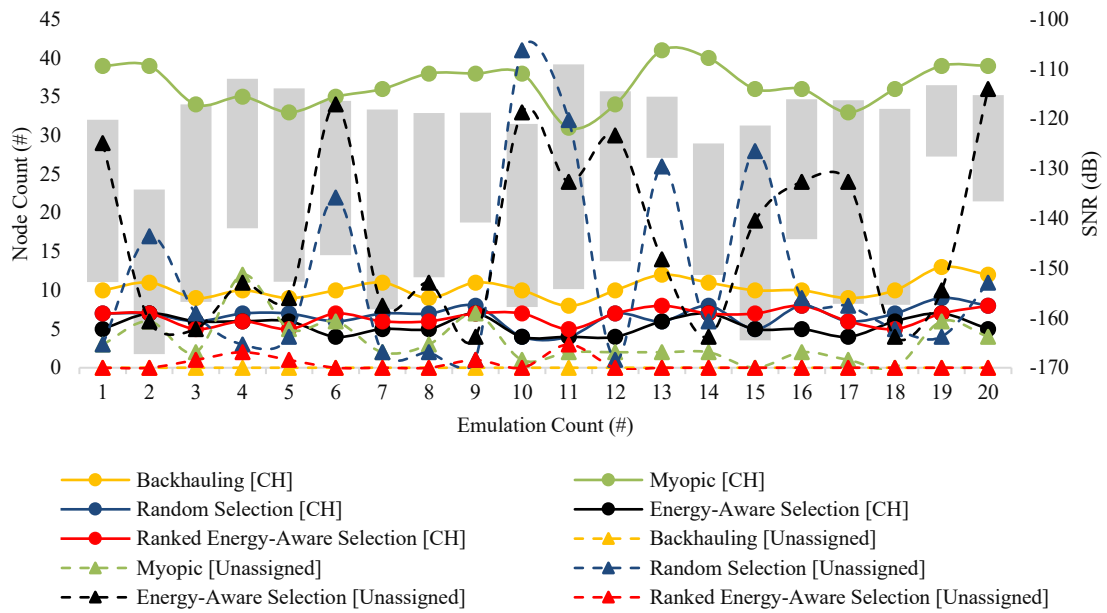 45
40
35
30
25
20
15
10
5
0
Node Count (#)
-100
-110
-120
-130
-140
-150
-160
-170
SNR (dB)
1 2 3 4 5 6 7 8 9 10 11 12 13 14 15 16 17 18 19 20
Emulation Count (#)
Backhauling [CH]
Myopic [CH]
Random Selection [CH]
Energy-Aware Selection [CH]
Ranked Energy-Aware Selection [CH]
Backhauling [Unassigned]
Myopic [Unassigned]
Random Selection [Unassigned]
Energy-Aware Selection [Unassigned]
Ranked Energy-Aware Selection [Unassigned]